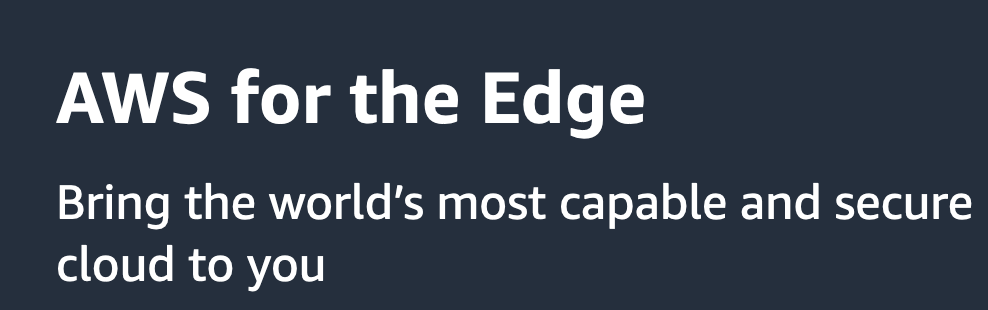 AWS for the Edge
Bring the world’s most capable and secure
cloud to you